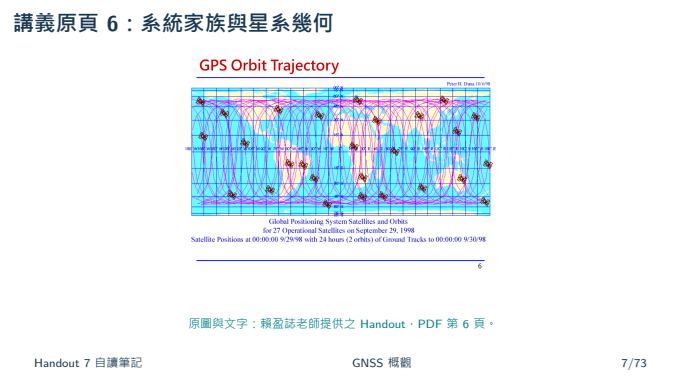 講義原頁 6：系統家族與星系幾何
GPS Orbit Trajectory
Peter H. Dana 10/4/98
Global Positioning System Satellites and Orbits
for 27 Operational Satellites on September 29, 1998
Satellite Positions at 00:00:00 9/29/98 with 24 hours (2 orbits) of Ground Tracks to 00:00:00 9/30/98
6
原圖與文字：賴盈誌老師提供之 Handout，PDF 第 6 頁。
Handout 7 自讀筆記
GNSS 概觀
7/73